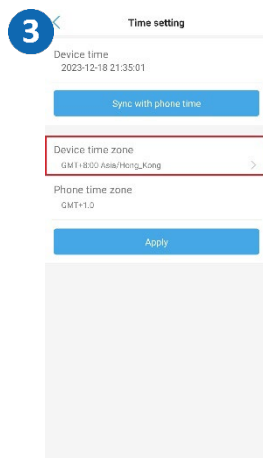 3
Time setting
Device time
2023-12-18 21:35:01
Sync with phone time
Device time zone
GMT+8:00 Asia/Hong_Kong
Phone time zone
GMT+1.0
Apply